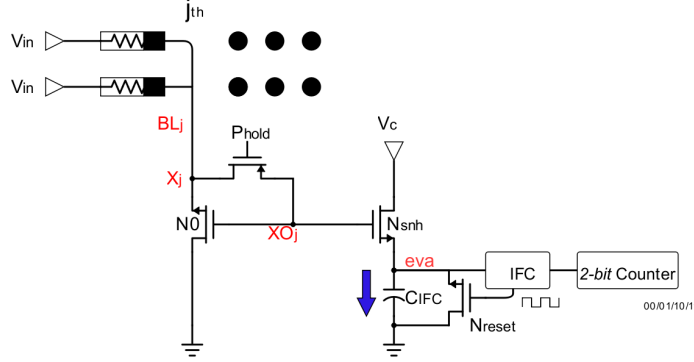 jth
Vin
Vin
BLj
Phold
Vc
Xj
N0
XOj
Nsnh
eva
IFC
2-bit Counter
CIFC
Nreset
00/01/10/1